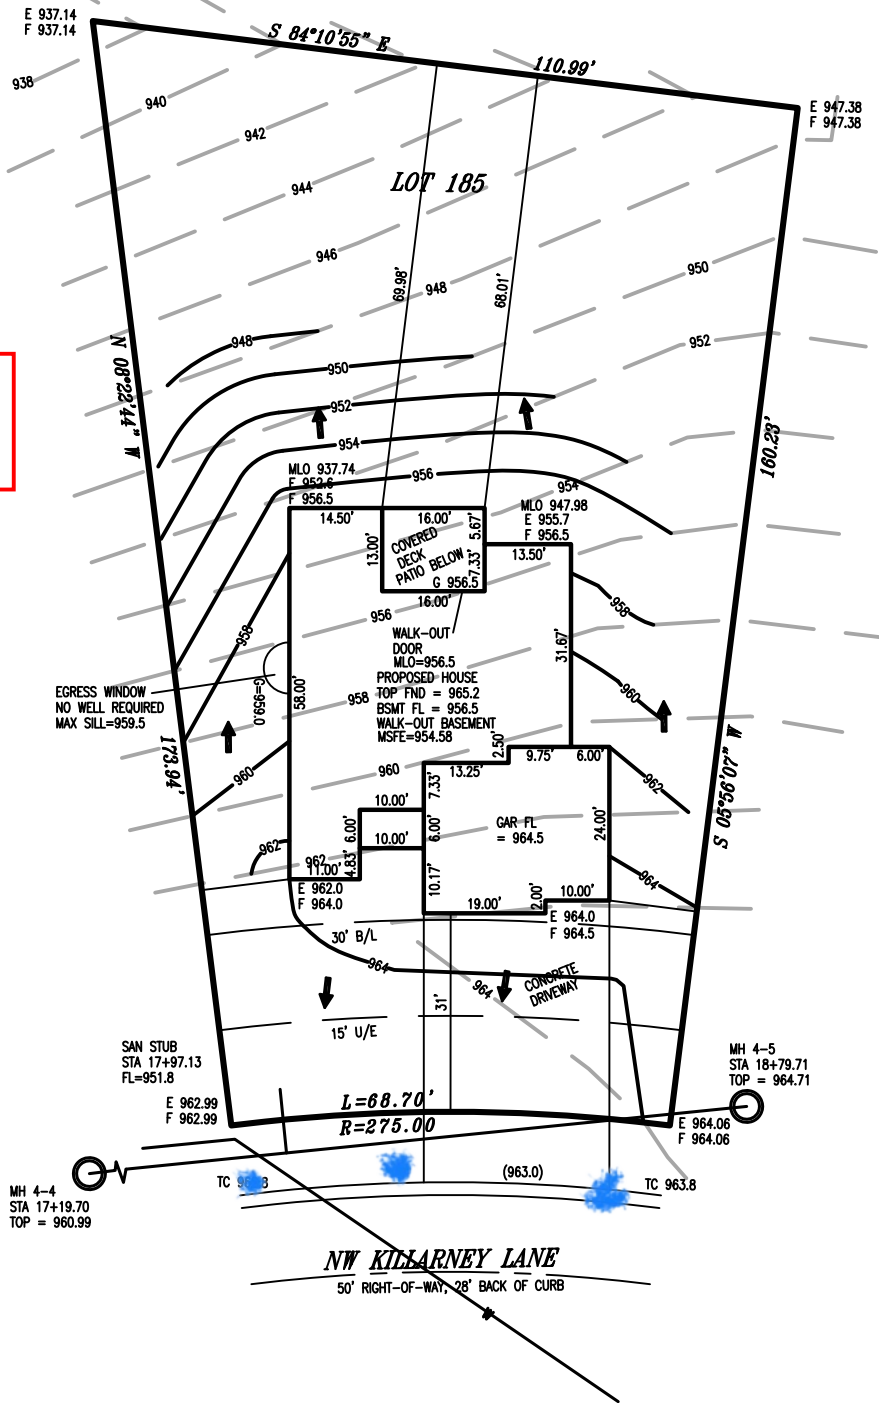 E 937.14
F 937.14
S 84°10'55" E
110.99'
E 947.38
F 947.38
938
940
942
944
946
948
LOT 185
950
952
69.98'
68.01'
N 08°22'44" W
160.23'
948
950
952
954
956
954
MLO 937.74
F 952.6
F 956.5
MLO 947.98
E 955.7
F 956.5
14.50'
16.00'
5.67'
13.50'
13.00'
COVERED
DECK
PATIO BELOW
7.33'
G 956.5
16.00'
956
958
958
WALK-OUT
DOOR
MLO=956.5
PROPOSED HOUSE
TOP FND = 965.2
BSMT FL = 956.5
WALK-OUT BASEMENT
MSFE=954.58
31.67'
EGRESS WINDOW
NO WELL REQUIRED
MAX SILL=959.5
G=959.0
58.00'
958
960
173.94'
S 05°56'07" W
2.50'
9.75'
6.00'
13.25'
960
960
7.33'
962
10.00'
6.00'
6.00'
GAR FL
= 964.5
24.00'
10.00'
962
962
11.00'
4.83'
10.17'
964
19.00'
2.00'
10.00'
E 962.0
F 964.0
E 964.0
F 964.5
30' B/L
964
964
CONCRETE
DRIVEWAY
31'
15' U/E
SAN STUB
STA 17+97.13
FL=951.8
MH 4-5
STA 18+79.71
TOP = 964.71
E 962.99
F 962.99
L=68.70'
R=275.00
E 964.06
F 964.06
MH 4-4
STA 17+19.70
TOP = 960.99
TC
(963.0)
TC 963.8
NW KILLARNEY LANE
50' RIGHT-OF-WAY, 28' BACK OF CURB